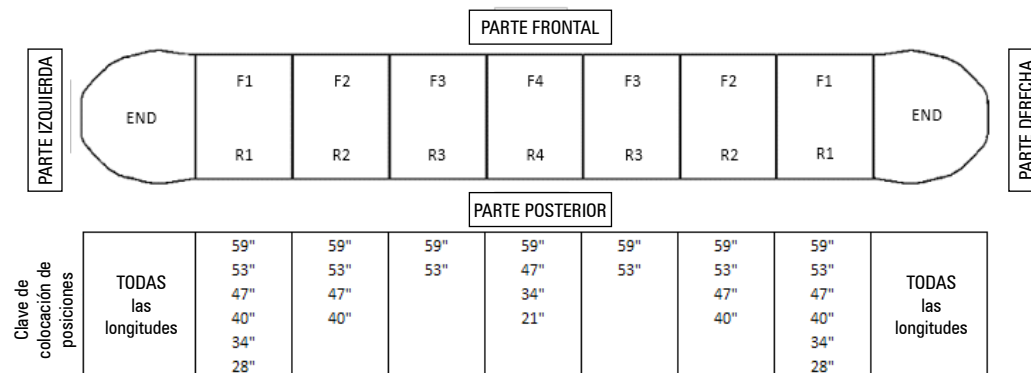 PARTE FRONTAL
PARTE IZQUIERDA
PARTE DERECHA
F1 F2 F3 F4 F3 F2 F1
END END
R1 R2 R3 R4 R3 R2 R1
PARTE POSTERIOR
Clave de
colocación de
posiciones
59" 59" 59" 59" 59" 59" 59"
53" 53" 53" 47" 53" 53" 53"
TODAS 47" 47" 34" 47" 47" TODAS
las 40" 40" 21" 40" 40" las
longitudes 34" 34" longitudes
28" 28"